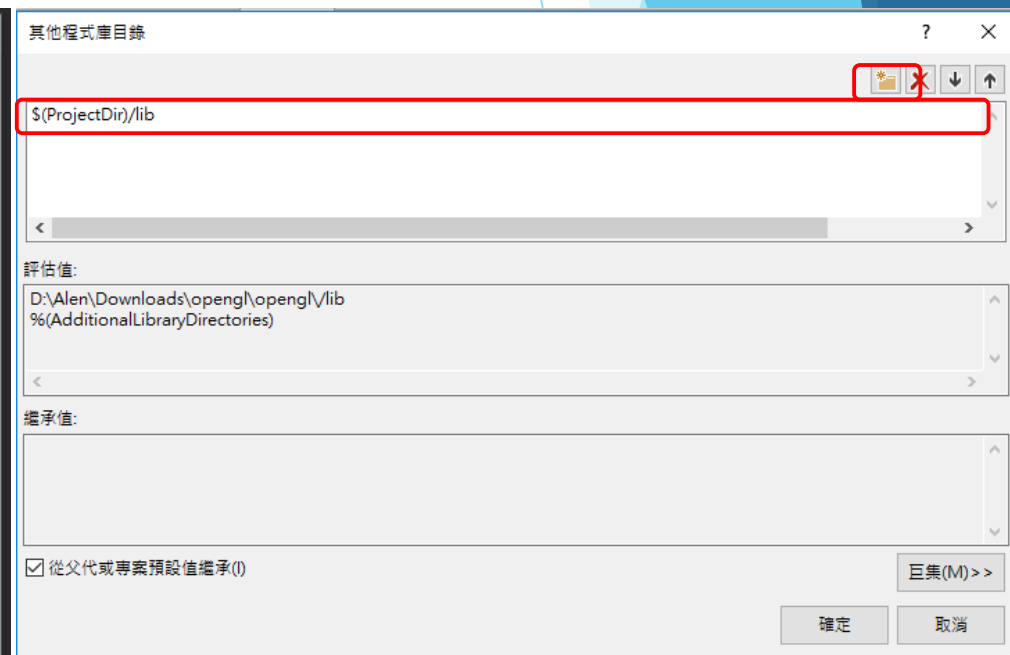 其他程式庫目錄
$(ProjectDir)/lib
評估值:
D:\Alen\Downloads\opengl\opengl\/lib
%(AdditionalLibraryDirectories)
繼承值:
從父代或專案預設值繼承(I)
巨集(M)>>
確定
取消